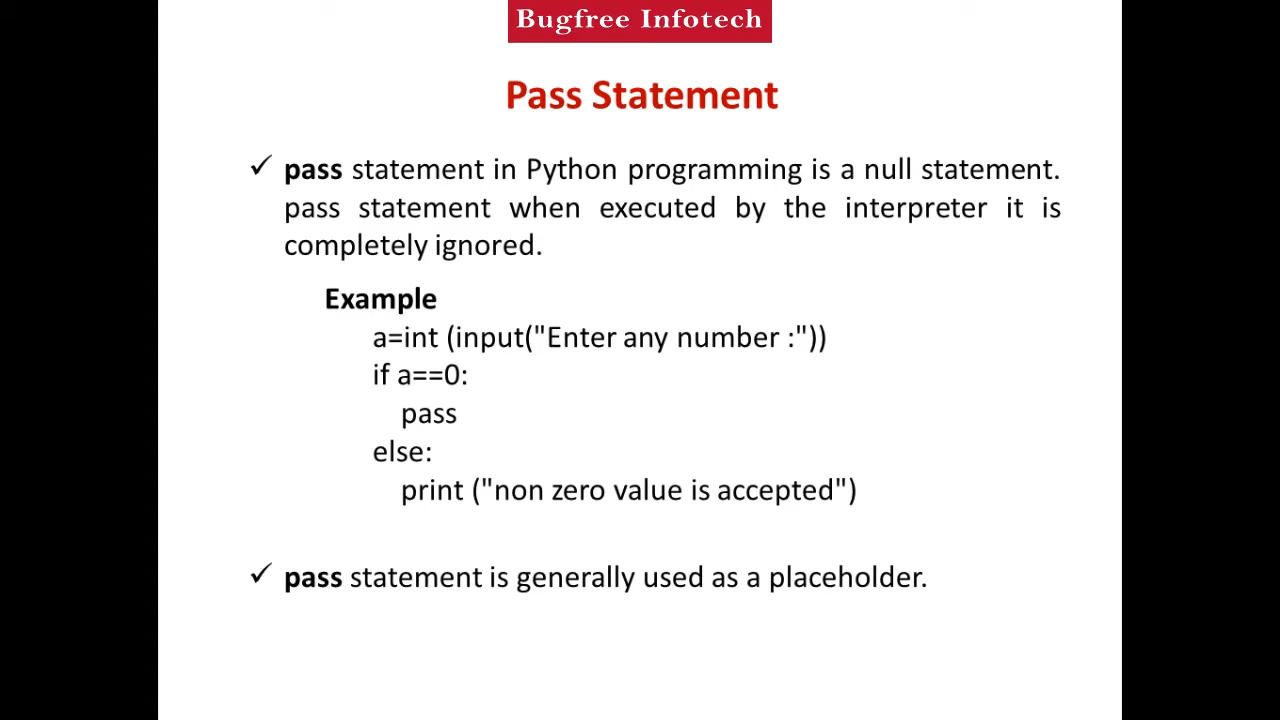 Bugfree Infotech
Pass Statement
✓ pass statement in Python programming is a null statement.
pass statement when executed by the interpreter it is
completely ignored.
Example
a=int (input("Enter any number :"))
if a==0:
pass
else:
print ("non zero value is accepted")
✓ pass statement is generally used as a placeholder.